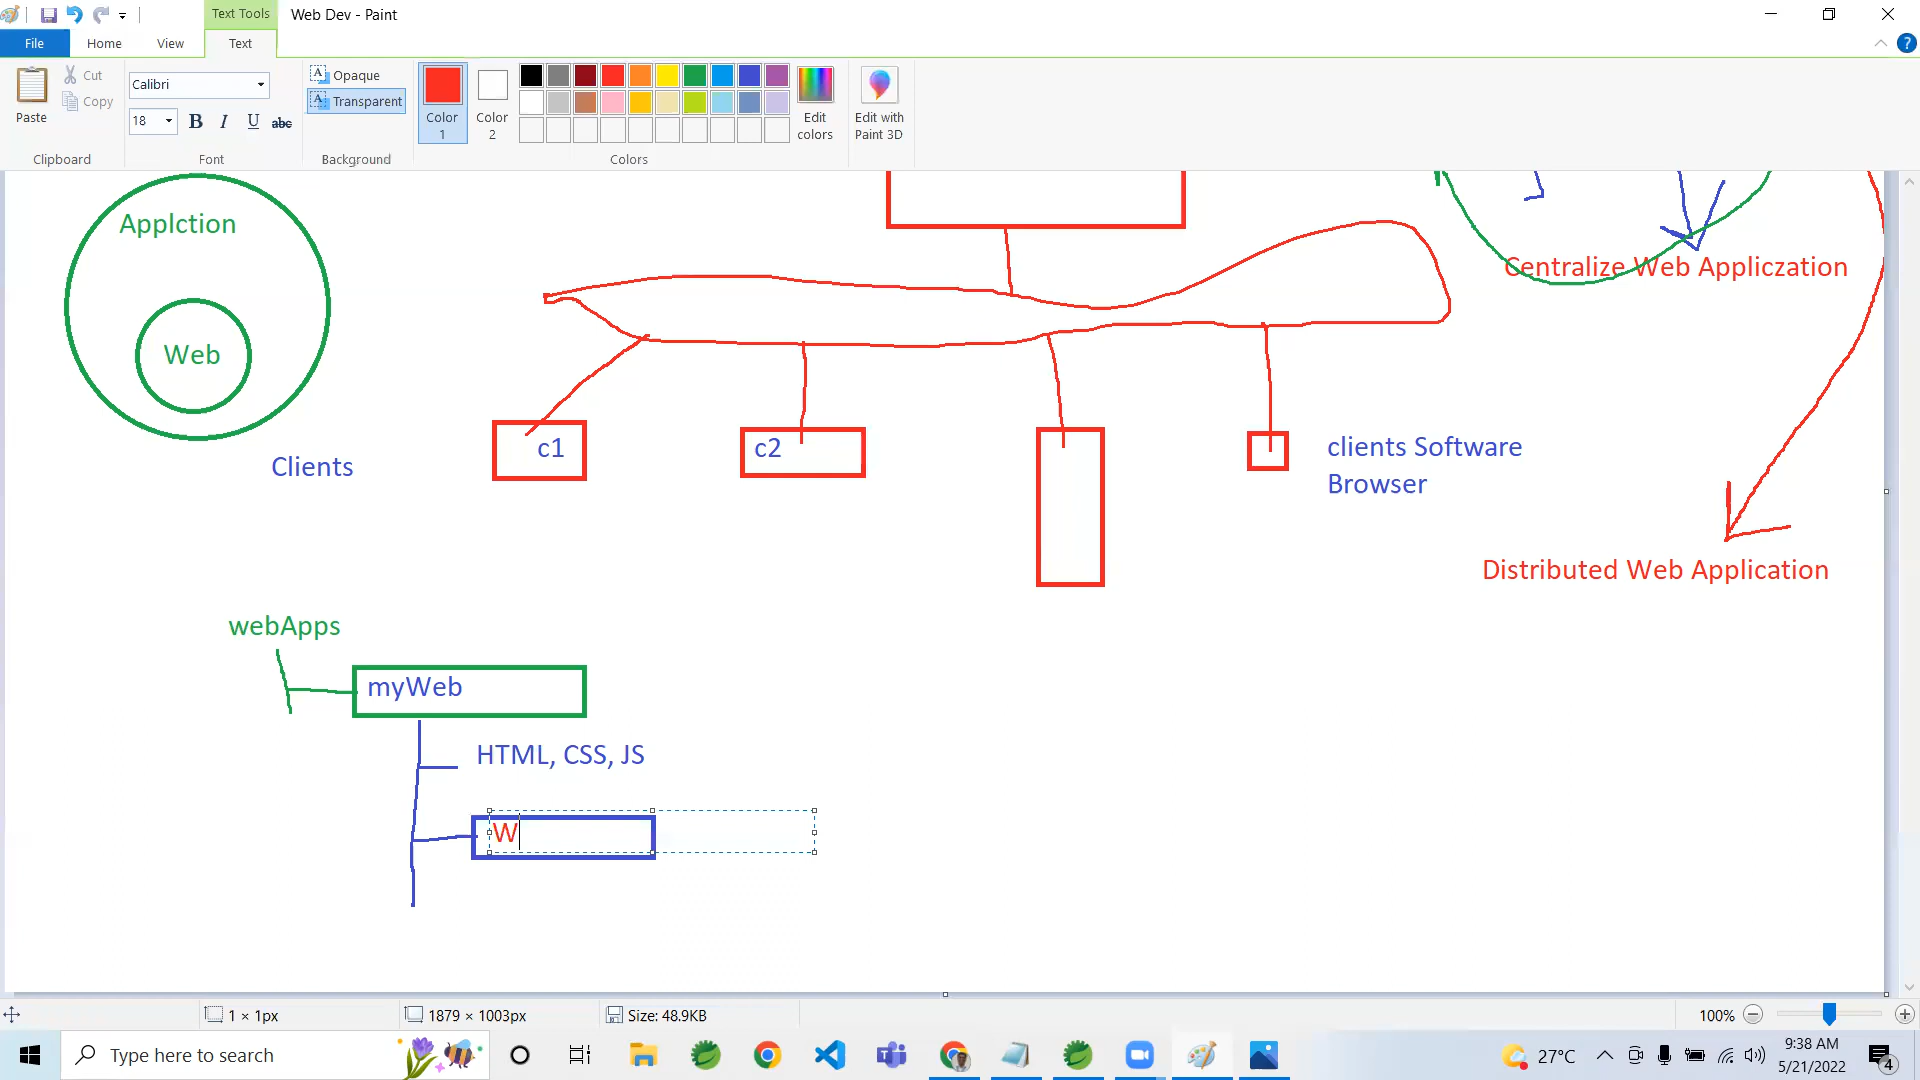 Text Tools
Web Dev - Paint
File
Home
View
Text
?
Paste
Cut
Copy
Clipboard
Calibri
18
B I U abc
Font
Opaque
Transparent
Background
Color 1
Color 2
Edit colors
Colors
Edit with Paint 3D
Applction
Web
Clients
c1
c2
clients Software
Browser
Centralize Web Appliczation
Distributed Web Application
webApps
myWeb
HTML, CSS, JS
W
1 × 1px
1879 × 1003px
Size: 48.9KB
100%
Type here to search
27°C
9:38 AM
5/21/2022
4